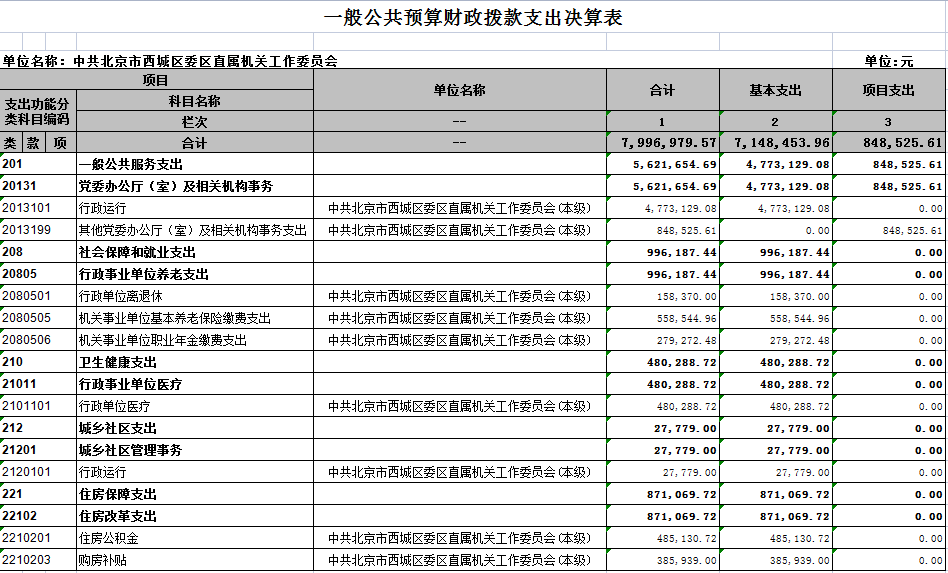 一般公共预算财政拨款支出决算表
单位名称：中共北京市西城区委区直属机关工作委员会 单位:元
项目 单位名称 合计 基本支出 项目支出
支出功能分类科目编码 科目名称
栏次 -- 1 2 3
类 款 项 合计 -- 7,996,979.57 7,148,453.96 848,525.61
201 一般公共服务支出 5,621,654.69 4,773,129.08 848,525.61
20131 党委办公厅（室）及相关机构事务 5,621,654.69 4,773,129.08 848,525.61
2013101 行政运行 中共北京市西城区委区直属机关工作委员会(本级) 4,773,129.08 4,773,129.08 0.00
2013199 其他党委办公厅（室）及相关机构事务支出 中共北京市西城区委区直属机关工作委员会(本级) 848,525.61 0.00 848,525.61
208 社会保障和就业支出 996,187.44 996,187.44 0.00
20805 行政事业单位养老支出 996,187.44 996,187.44 0.00
2080501 行政单位离退休 中共北京市西城区委区直属机关工作委员会(本级) 158,370.00 158,370.00 0.00
2080505 机关事业单位基本养老保险缴费支出 中共北京市西城区委区直属机关工作委员会(本级) 558,544.96 558,544.96 0.00
2080506 机关事业单位职业年金缴费支出 中共北京市西城区委区直属机关工作委员会(本级) 279,272.48 279,272.48 0.00
210 卫生健康支出 480,288.72 480,288.72 0.00
21011 行政事业单位医疗 480,288.72 480,288.72 0.00
2101101 行政单位医疗 中共北京市西城区委区直属机关工作委员会(本级) 480,288.72 480,288.72 0.00
212 城乡社区支出 27,779.00 27,779.00 0.00
21201 城乡社区管理事务 27,779.00 27,779.00 0.00
2120101 行政运行 中共北京市西城区委区直属机关工作委员会(本级) 27,779.00 27,779.00 0.00
221 住房保障支出 871,069.72 871,069.72 0.00
22102 住房改革支出 871,069.72 871,069.72 0.00
2210201 住房公积金 中共北京市西城区委区直属机关工作委员会(本级) 485,130.72 485,130.72 0.00
2210203 购房补贴 中共北京市西城区委区直属机关工作委员会(本级) 385,939.00 385,939.00 0.00